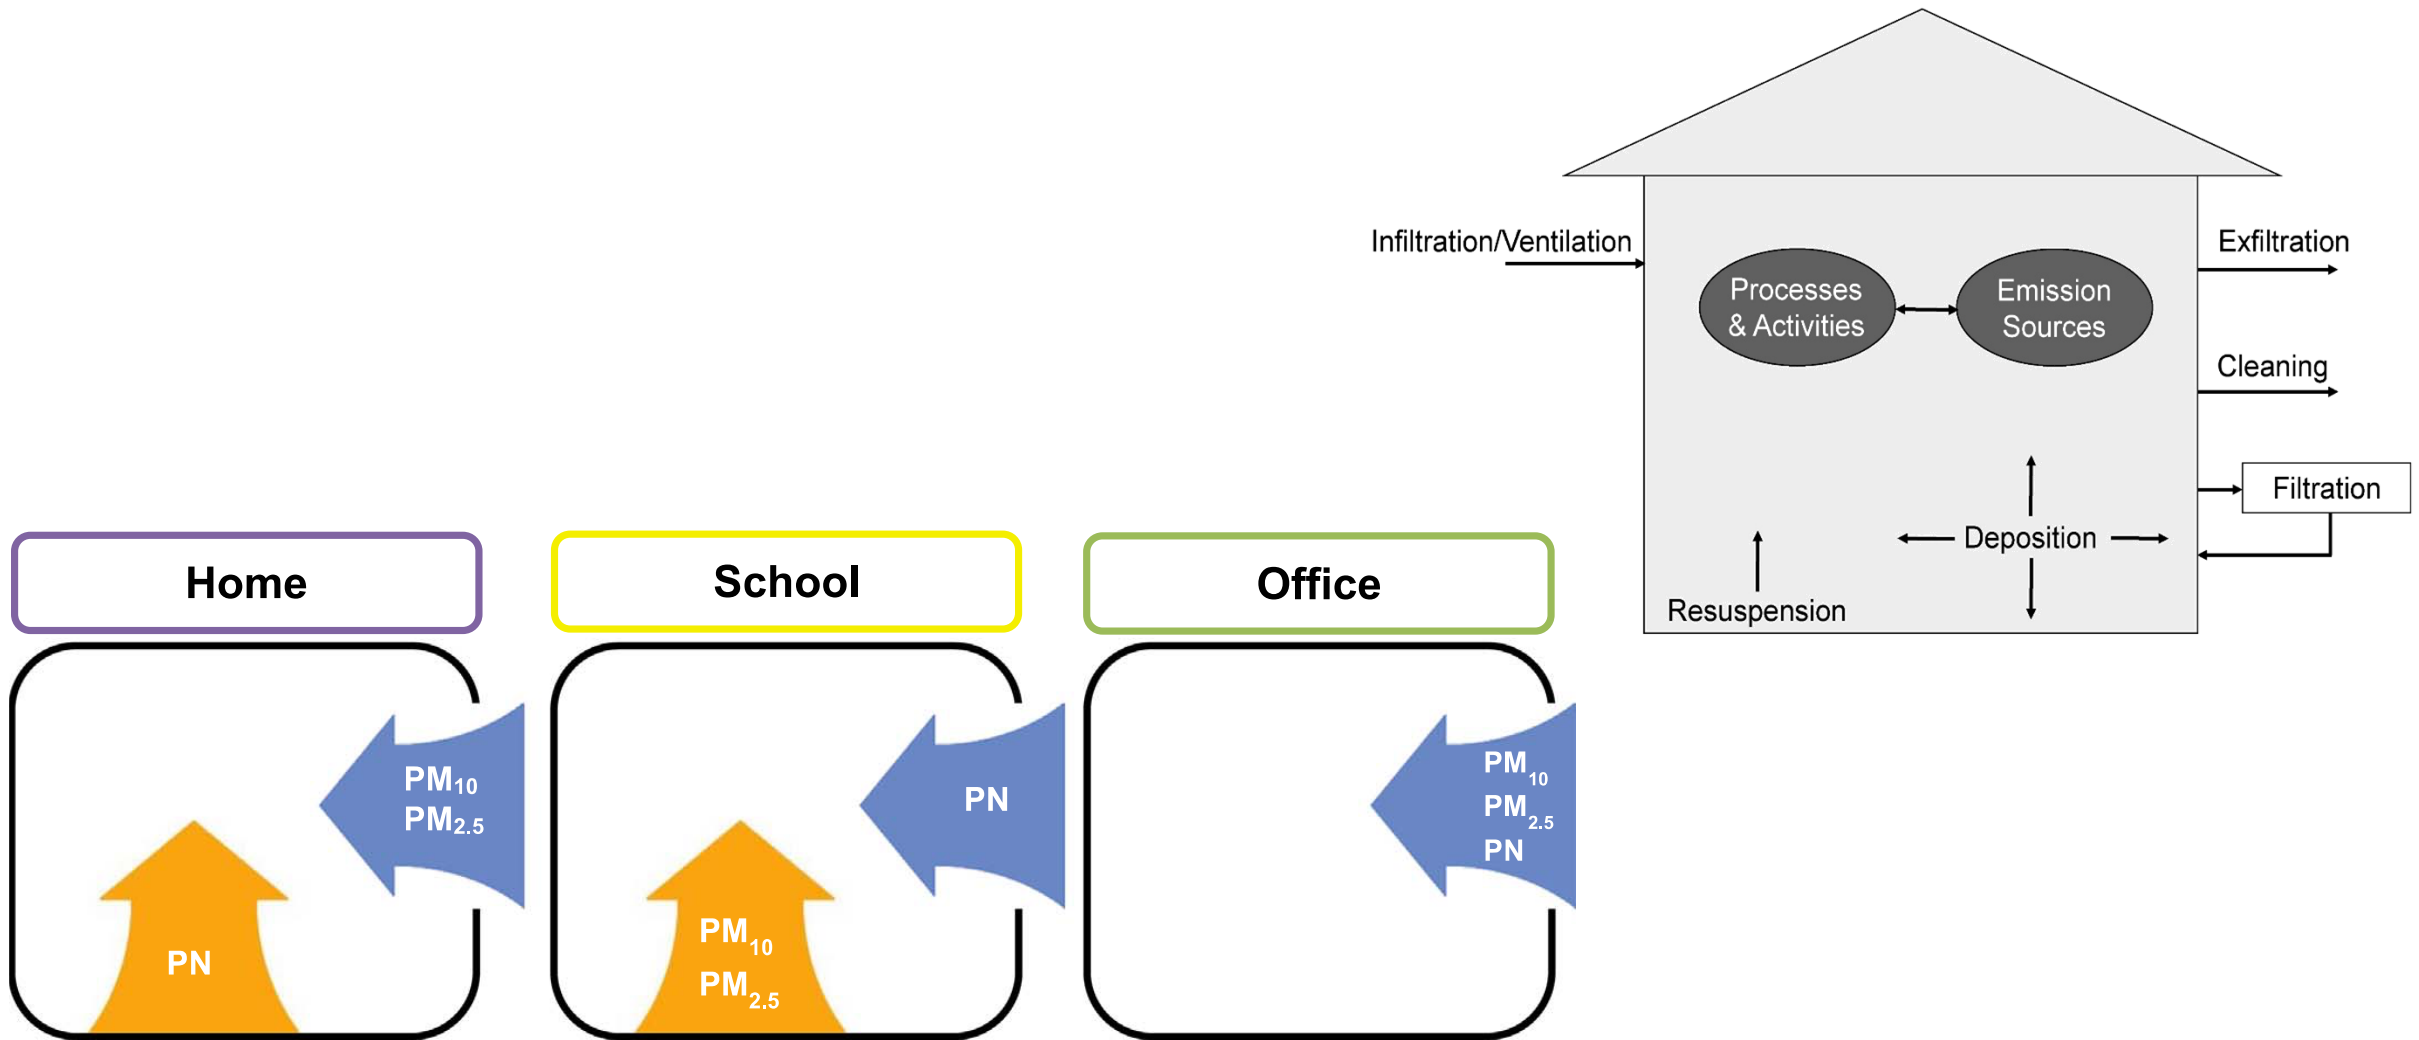 Infiltration/Ventilation
Exfiltration
Processes
& Activities
Emission
Sources
Cleaning
Filtration
Deposition
Resuspension
Home
School
Office
PM10
PM2.5
PN
PN
PM10
PM2.5
PN
PM10
PM2.5
PN